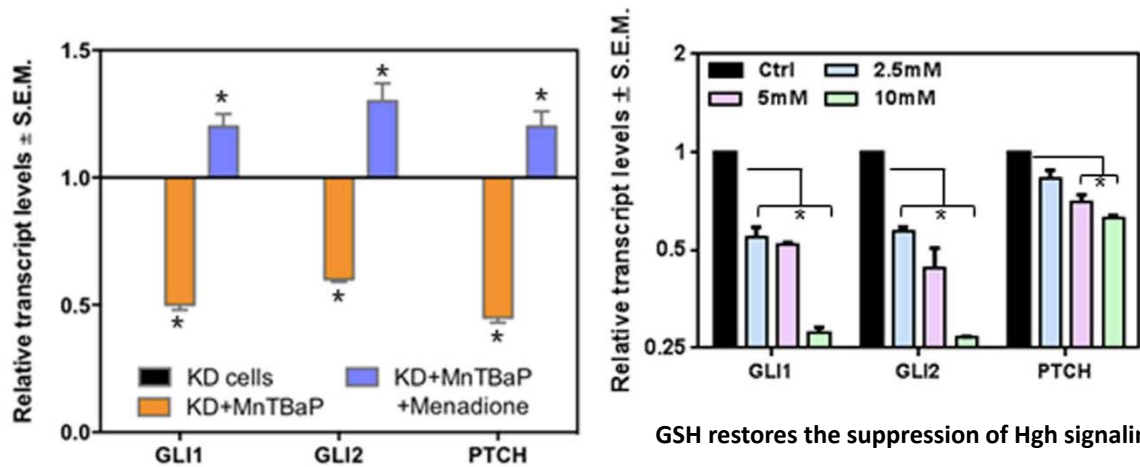 Relative transcript levels ± S.E.M.
1.5
1.0
0.5
0.0
*
*
*
*
*
*
KD cells
KD+MnTBaP
KD+MnTBaP
+Menadione
GLI1
GLI2
PTCH
Relative transcript levels ± S.E.M.
2
1
0.5
0.25
Ctrl
2.5mM
5mM
10mM
*
*
*
GLI1
GLI2
PTCH
GSH restores the suppression of Hgh signalin